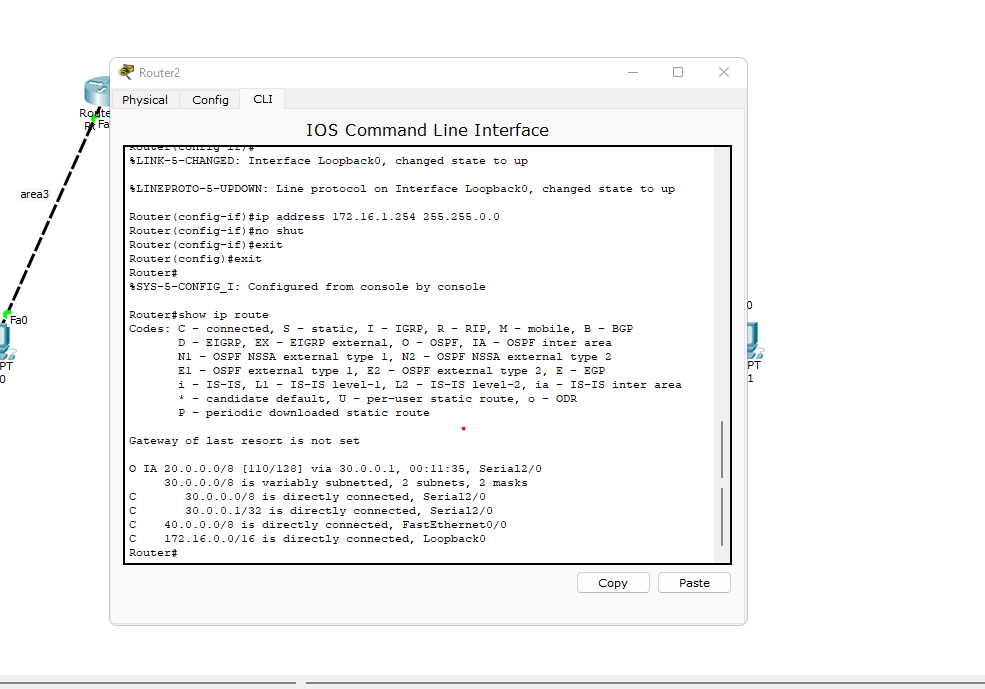 Router2
Physical Config CLI
IOS Command Line Interface
Router(config-if)#
%LINK-5-CHANGED: Interface Loopback0, changed state to up
%LINEPROTO-5-UPDOWN: Line protocol on Interface Loopback0, changed state to up
Router(config-if)#ip address 172.16.1.254 255.255.0.0
Router(config-if)#no shut
Router(config-if)#exit
Router(config)#exit
Router#
%SYS-5-CONFIG_I: Configured from console by console
Router#show ip route
Codes: C - connected, S - static, I - IGRP, R - RIP, M - mobile, B - BGP
D - EIGRP, EX - EIGRP external, O - OSPF, IA - OSPF inter area
N1 - OSPF NSSA external type 1, N2 - OSPF NSSA external type 2
E1 - OSPF external type 1, E2 - OSPF external type 2, E - EGP
i - IS-IS, L1 - IS-IS level-1, L2 - IS-IS level-2, ia - IS-IS inter area
* - candidate default, U - per-user static route, o - ODR
P - periodic downloaded static route
Gateway of last resort is not set
O IA 20.0.0.0/8 [110/128] via 30.0.0.1, 00:11:35, Serial2/0
30.0.0.0/8 is variably subnetted, 2 subnets, 2 masks
C 30.0.0.0/8 is directly connected, Serial2/0
C 30.0.0.1/32 is directly connected, Serial2/0
C 40.0.0.0/8 is directly connected, FastEthernet0/0
C 172.16.0.0/16 is directly connected, Loopback0
Router#
Copy Paste
Route
Fa
area3
Fa0
PT
0
0
PT
1